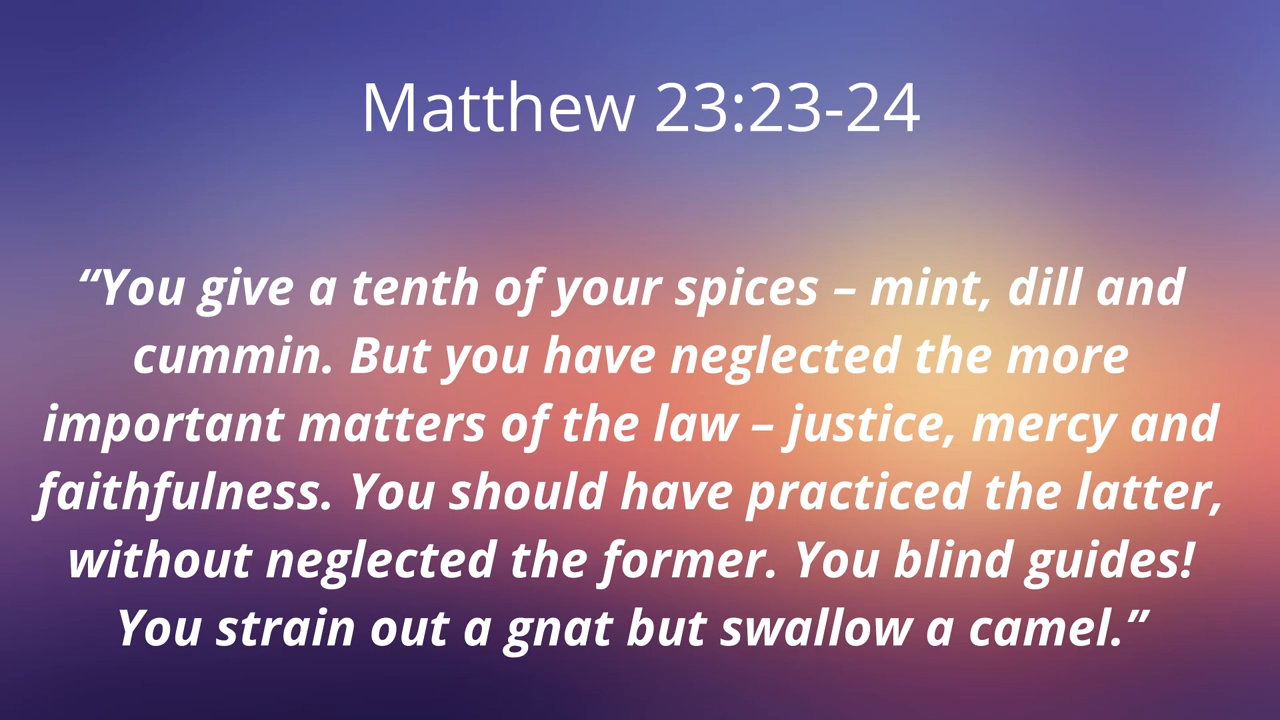 Matthew 23:23-24
“You give a tenth of your spices – mint, dill and
cummin. But you have neglected the more
important matters of the law – justice, mercy and
faithfulness. You should have practiced the latter,
without neglected the former. You blind guides!
You strain out a gnat but swallow a camel.”